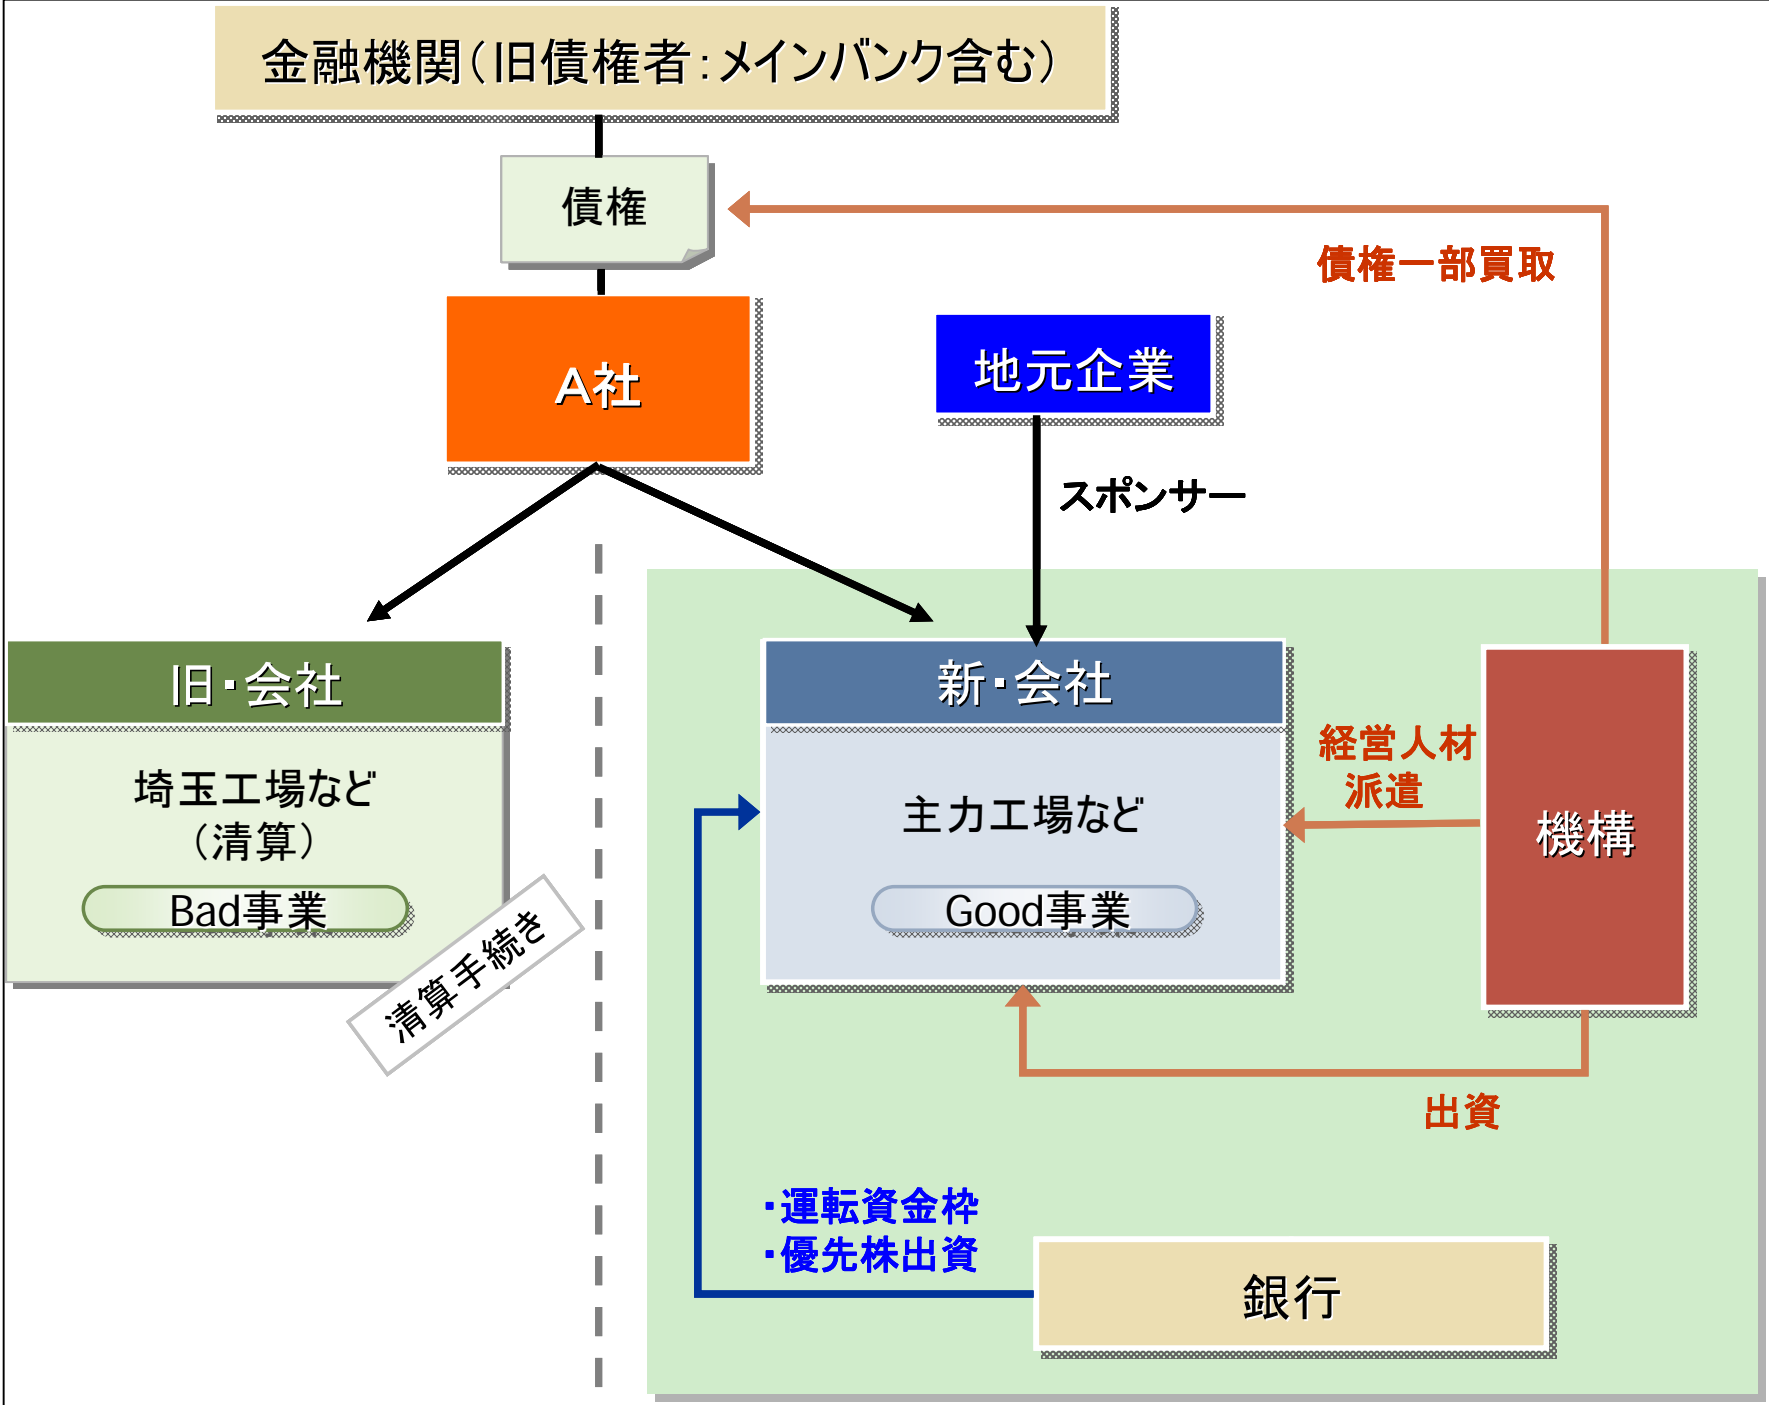 金融機関（旧債権者：メインバンク含む）
債権
債権一部買取
A社
地元企業
スポンサー
旧・会社
埼玉工場など
（清算）
Bad事業
清算手続き
新・会社
主力工場など
Good事業
経営人材
派遣
機構
出資
・運転資金枠
・優先株出資
銀行